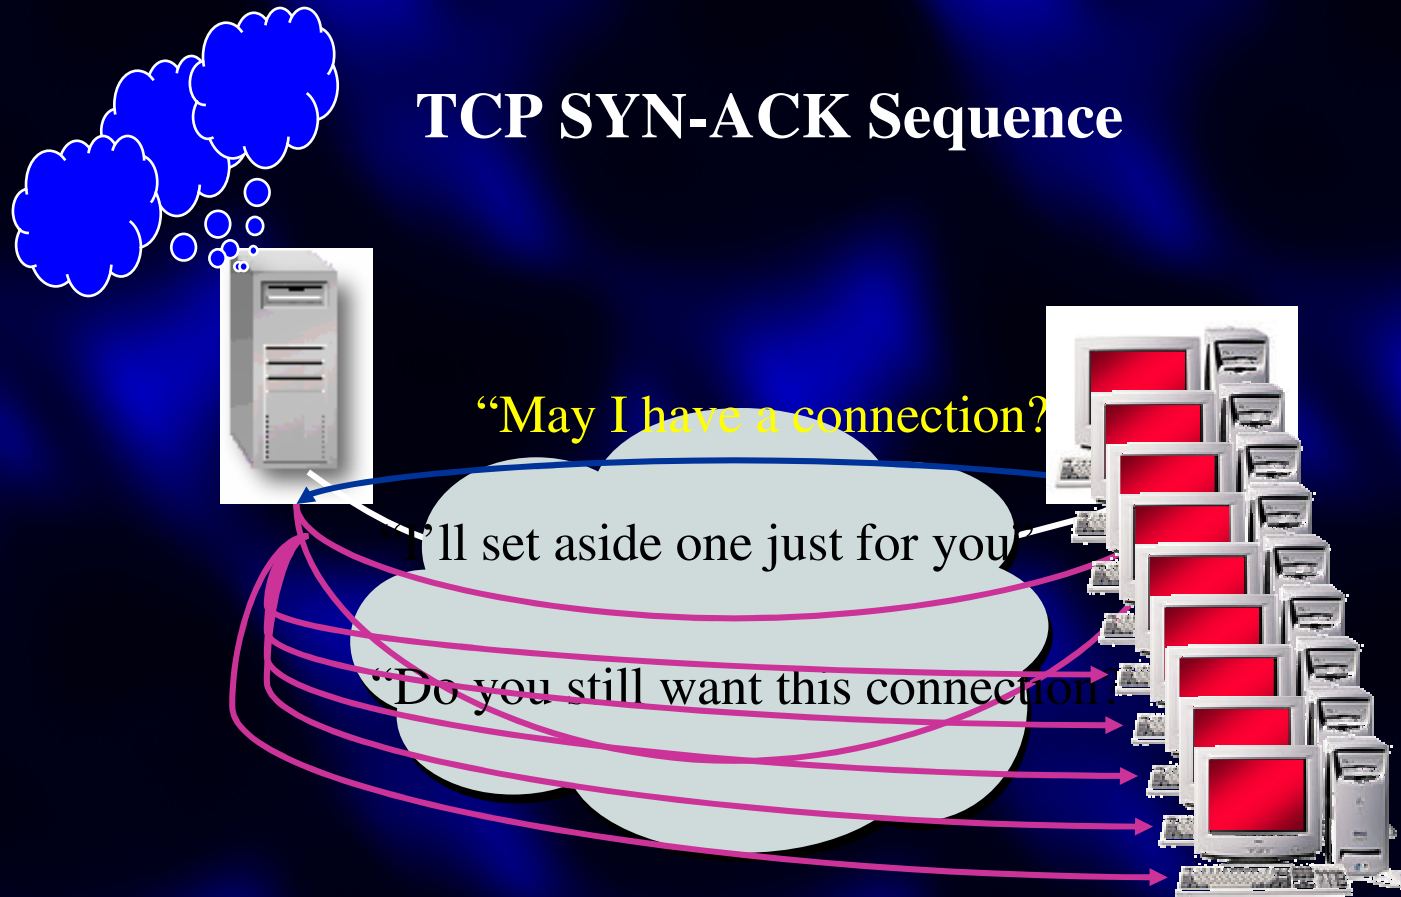 TCP SYN-ACK Sequence
“May I have a connection?
“I’ll set aside one just for you”
“Do you still want this connection?